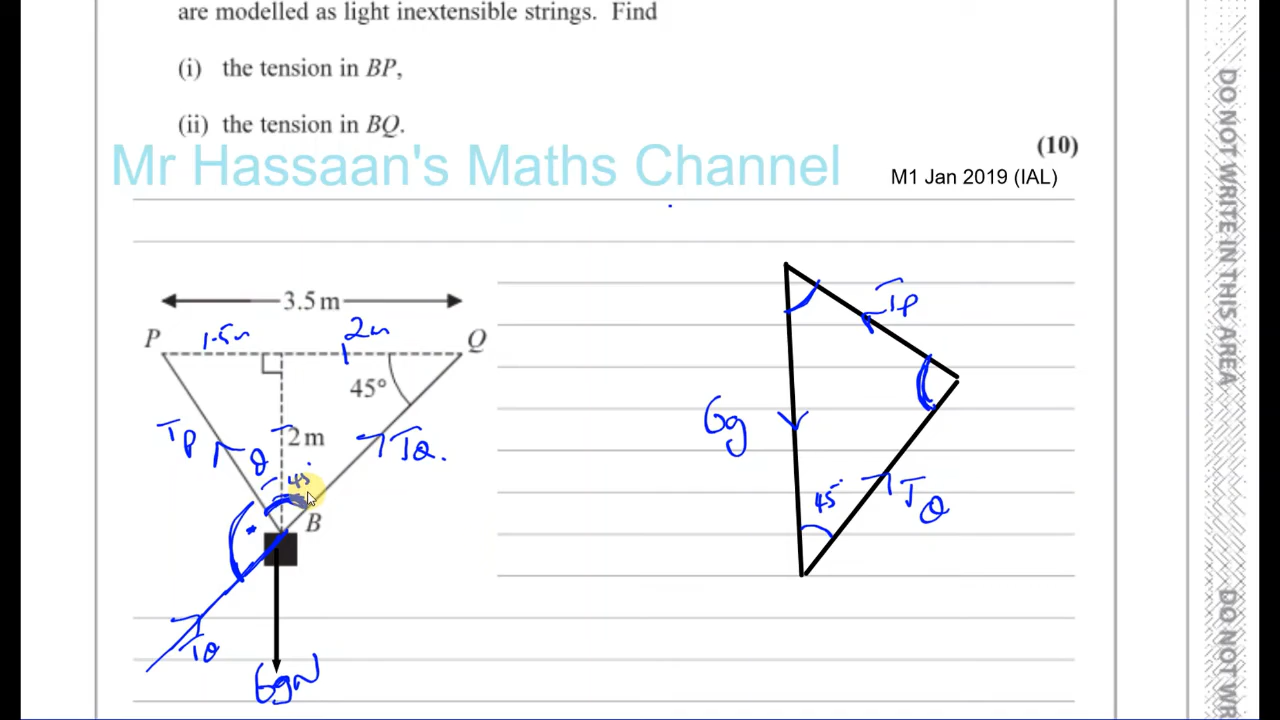 are modelled as light inextensible strings. Find
(i) the tension in BP,
(ii) the tension in BQ.
(10)
Mr Hassaan's Maths Channel
M1 Jan 2019 (IAL)
3.5 m
P 1.5m 2m Q
45°
2 m
TP θ 45° TQ.
B
TQ
6gN
TP
6g
45° TQ
DO NOT WRITE IN THIS AREA
DO NOT WR